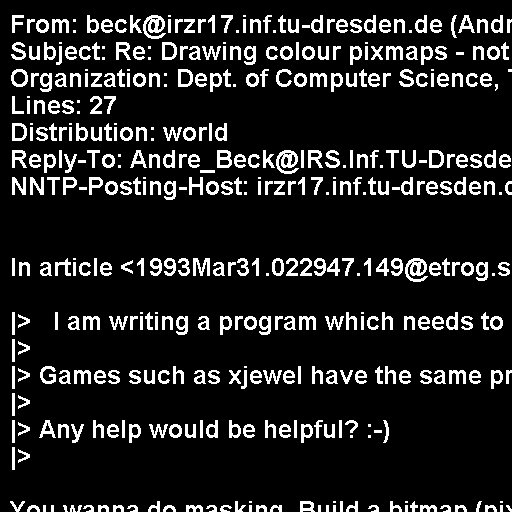 From: beck@irzr17.inf.tu-dresden.de (Andr
Subject: Re: Drawing colour pixmaps - not
Organization: Dept. of Computer Science,
Lines: 27
Distribution: world
Reply-To: Andre_Beck@IRS.Inf.TU-Dresde
NNTP-Posting-Host: irzr17.inf.tu-dresden.d
In article <1993Mar31.022947.149@etrog.s
|>   I am writing a program which needs to
|>
|> Games such as xjewel have the same pr
|>
|> Any help would be helpful? :-)
|>
You wanna do masking. Build a bitmap (pix